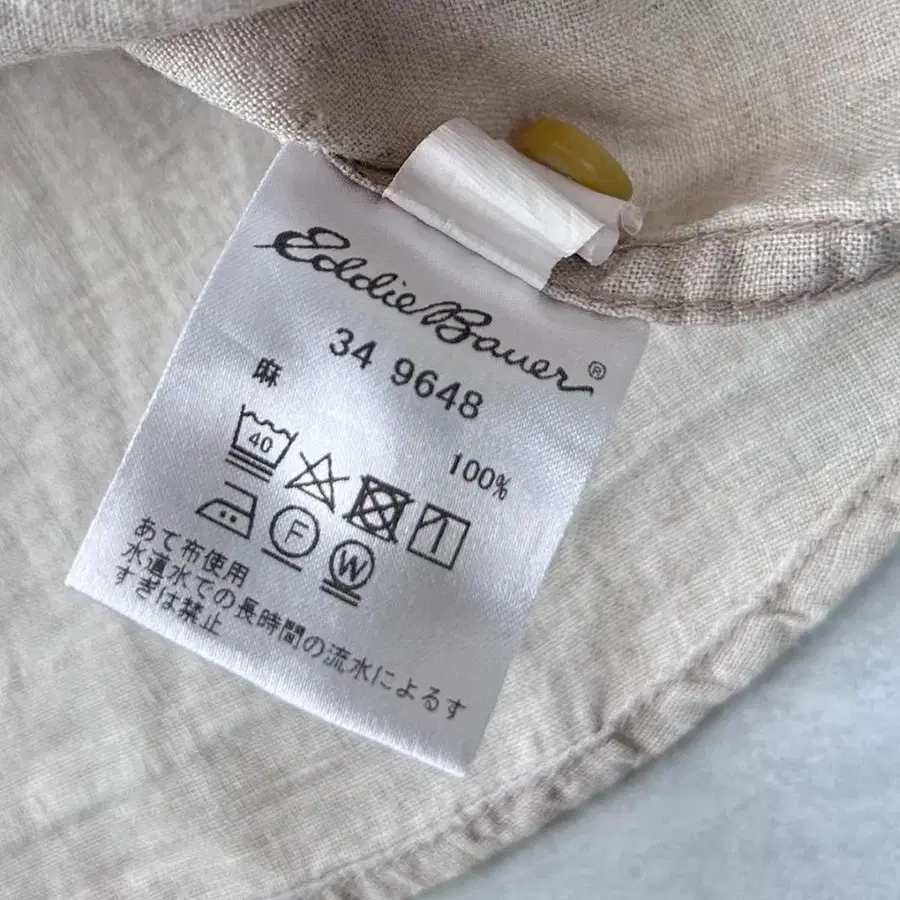 Eddie Bauer®
34 9648
麻 100%
40
F W
あて布使用
水道水での長時間の流水によるす
すぎは禁止